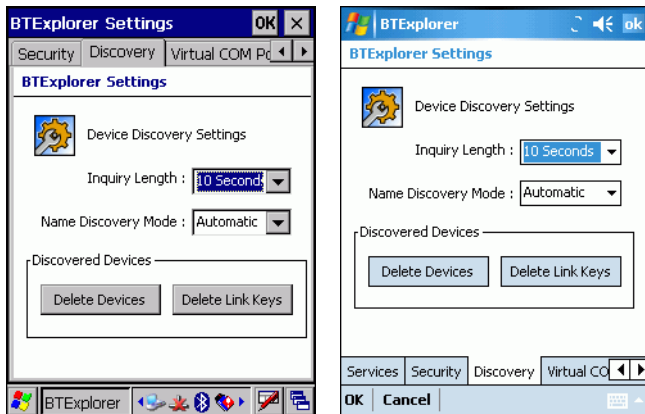 BTExplorer Settings OK
Security Discovery Virtual COM Po
BTExplorer Settings
Device Discovery Settings
Inquiry Length : 10 Second
Name Discovery Mode : Automatic
Discovered Devices
Delete Devices Delete Link Keys
BTExplorer
BTExplorer ok
BTExplorer Settings
Device Discovery Settings
Inquiry Length : 10 Seconds
Name Discovery Mode : Automatic
Discovered Devices
Delete Devices Delete Link Keys
Services Security Discovery Virtual CO
OK Cancel